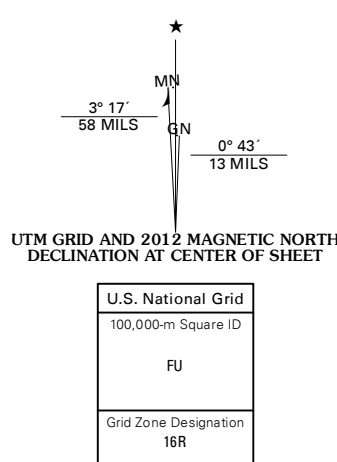 ★
MN
3° 17´
58 MILS
GN
0° 43´
13 MILS
UTM GRID AND 2012 MAGNETIC NORTH
DECLINATION AT CENTER OF SHEET
U.S. National Grid
100,000-m Square ID
FU
Grid Zone Designation
16R